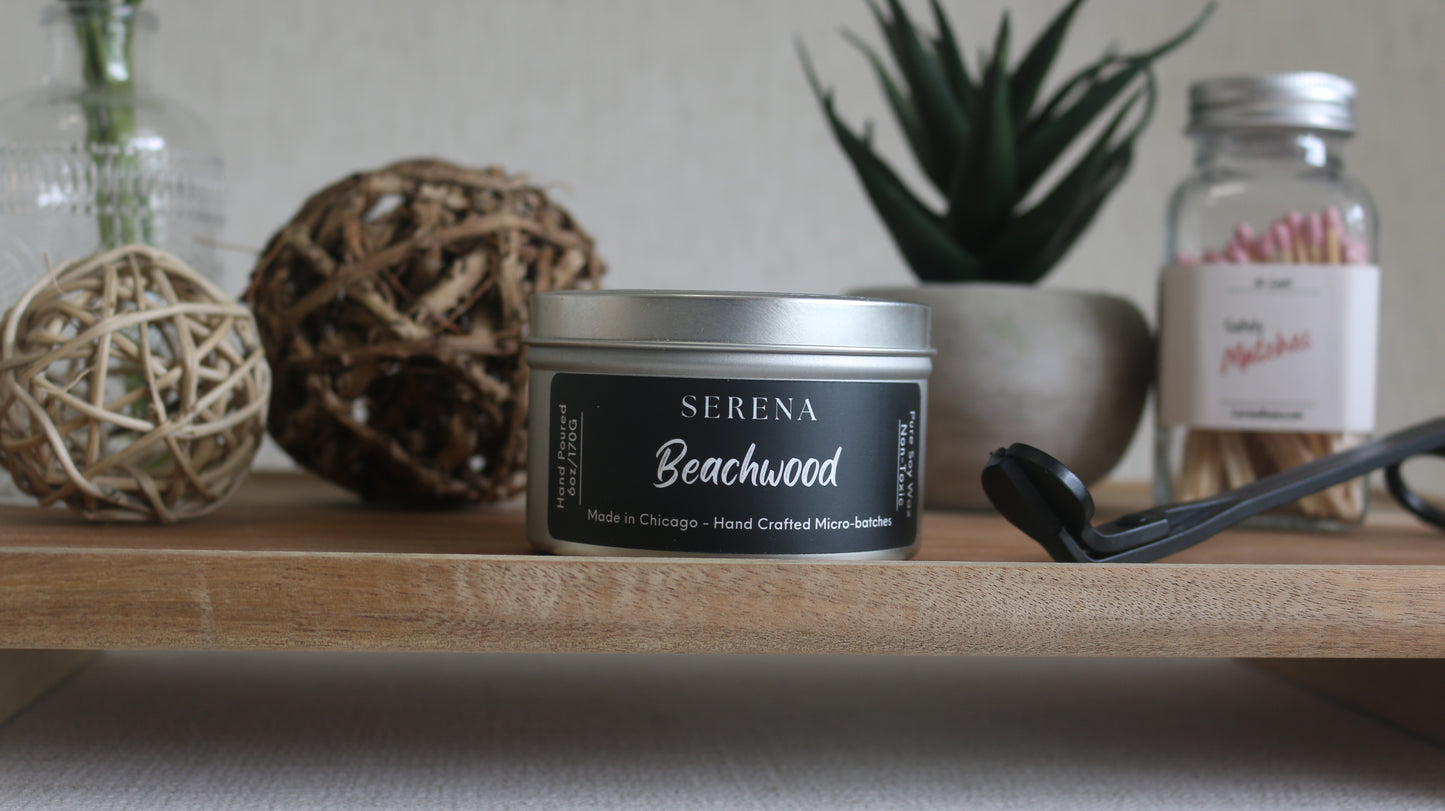 SERENA
Beachwood
Made in Chicago - Hand Crafted Micro-batches
Hand Poured
6oz/170G
Pure Soy Wax
Non-Toxic
Safety
Matches